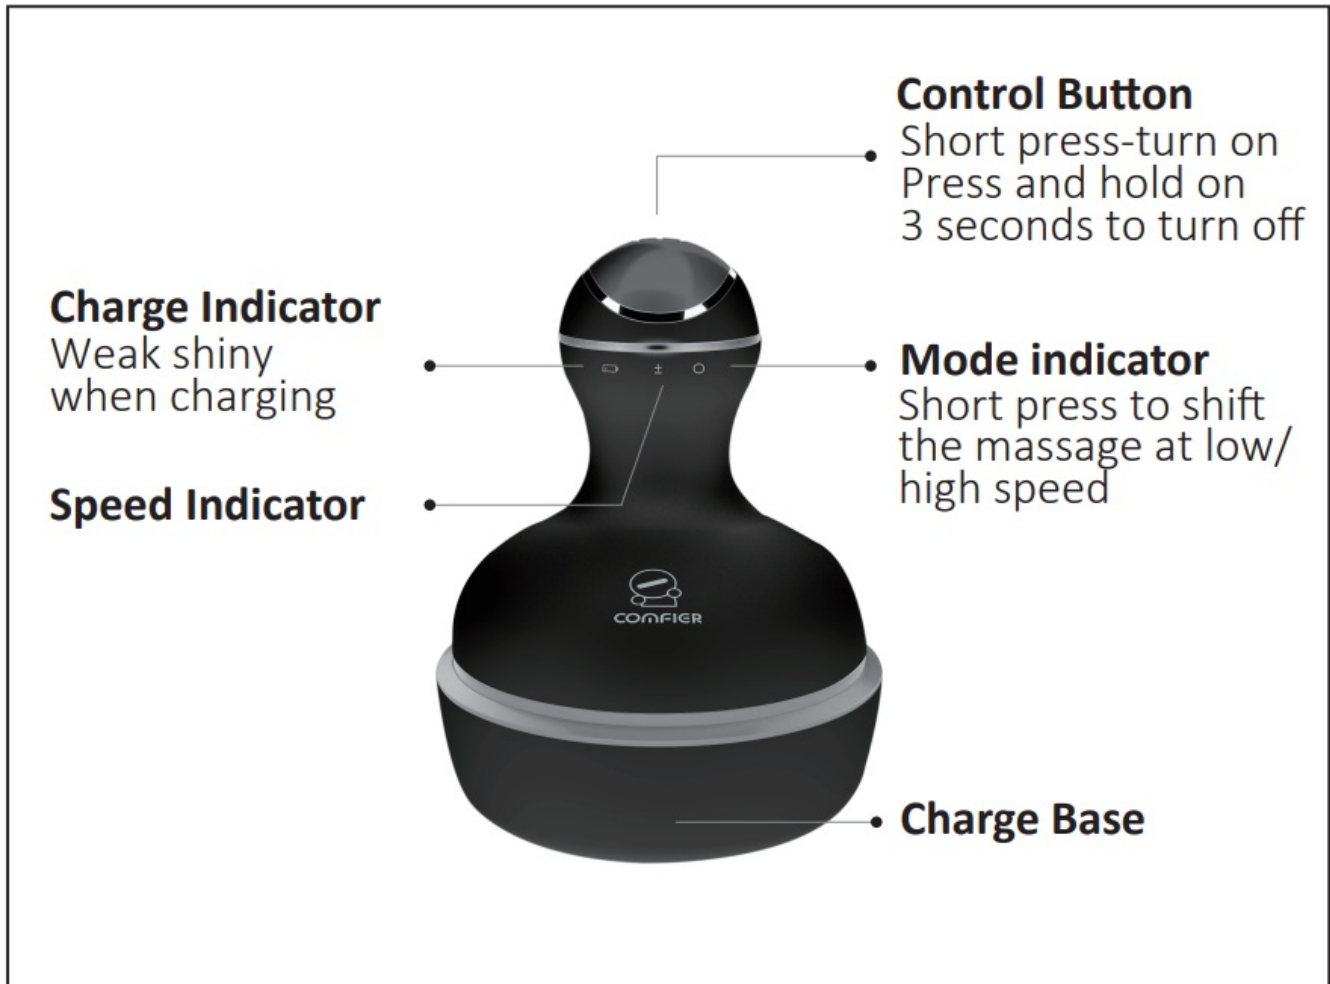 Control Button
Short press-turn on
Press and hold on
3 seconds to turn off
Charge Indicator
Weak shiny
when charging
Mode indicator
Short press to shift
the massage at low/
high speed
Speed Indicator
±
COMFIER
Charge Base